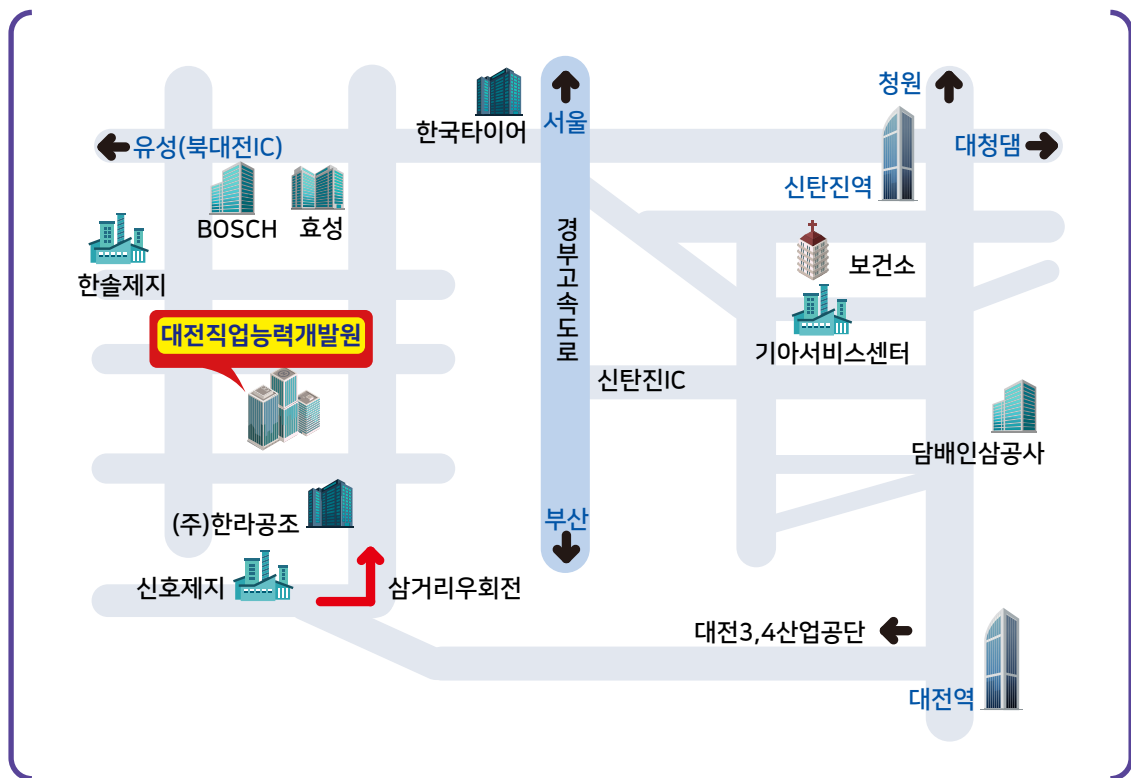 청원
서울
한국타이어
유성(북대전IC)
대청댐
신탄진역
BOSCH
효성
경부고속도로
보건소
한솔제지
대전직업능력개발원
기아서비스센터
신탄진IC
담배인삼공사
(주)한라공조
부산
신호제지
삼거리우회전
대전3,4산업공단
대전역